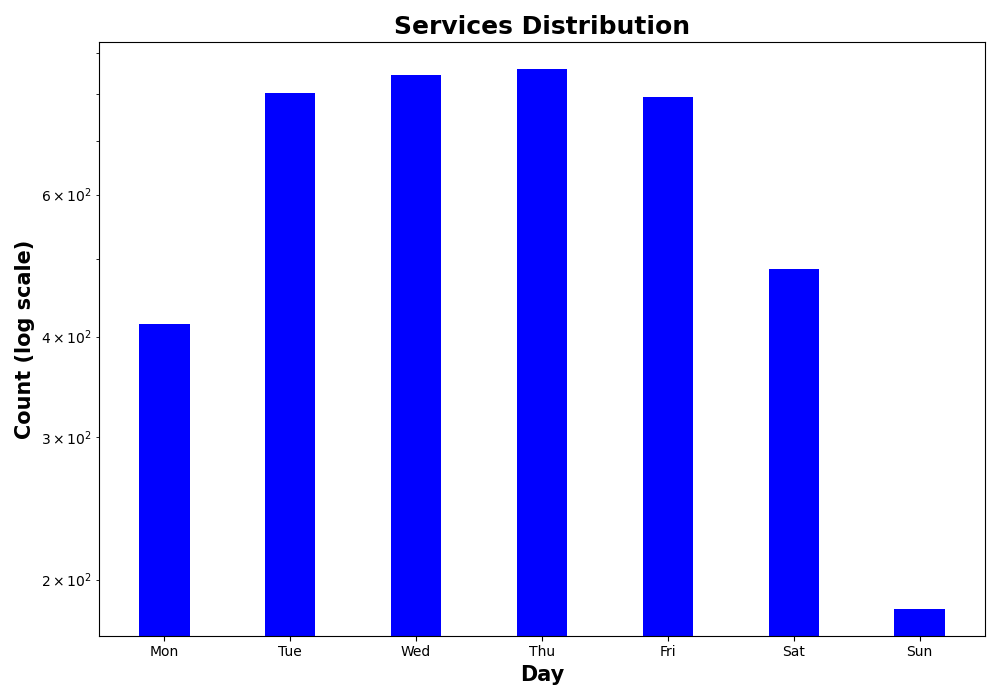 Services Distribution
Count (log scale)
6 × 10²
4 × 10²
3 × 10²
2 × 10²
Mon Tue Wed Thu Fri Sat Sun
Day